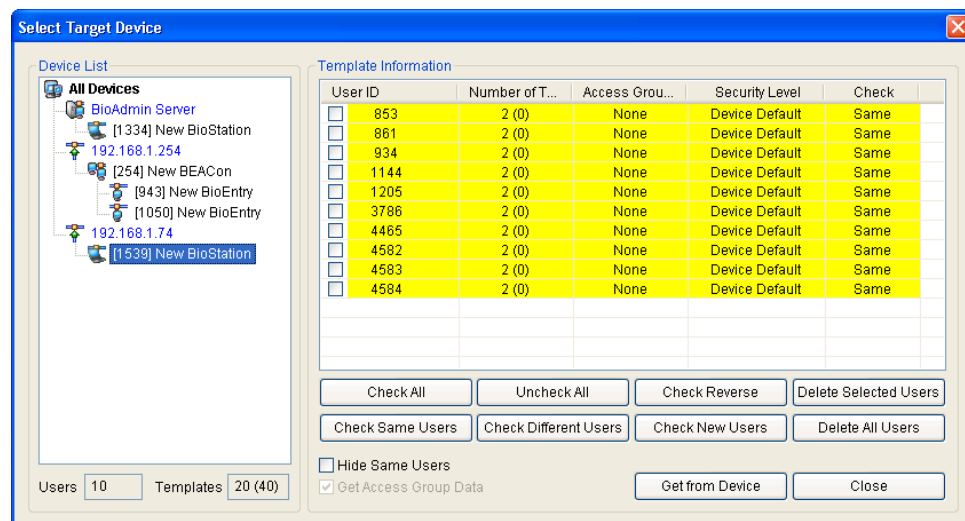 Select Target Device
Device List
All Devices
BioAdmin Server
[1334] New BioStation
192.168.1.254
[254] New BEACon
[943] New BioEntry
[1050] New BioEntry
192.168.1.74
[1539] New BioStation
Users 10 Templates 20 (40)
Template Information
User ID Number of T... Access Grou... Security Level Check
853 2 (0) None Device Default Same
861 2 (0) None Device Default Same
934 2 (0) None Device Default Same
1144 2 (0) None Device Default Same
1205 2 (0) None Device Default Same
3786 2 (0) None Device Default Same
4465 2 (0) None Device Default Same
4582 2 (0) None Device Default Same
4583 2 (0) None Device Default Same
4584 2 (0) None Device Default Same
Check All Uncheck All Check Reverse Delete Selected Users
Check Same Users Check Different Users Check New Users Delete All Users
Hide Same Users
Get Access Group Data Get from Device Close